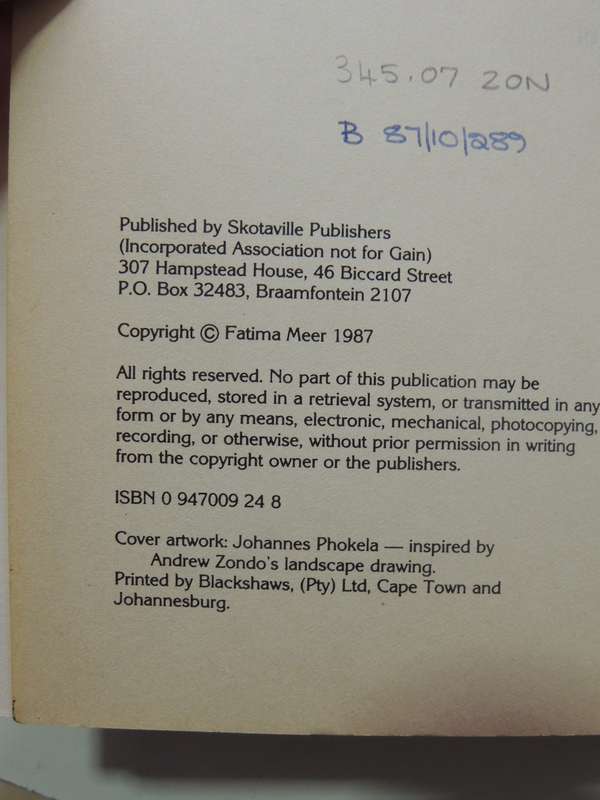 345.07 ZON
B 87/10/289
Published by Skotaville Publishers
(Incorporated Association not for Gain)
307 Hampstead House, 46 Biccard Street
P.O. Box 32483, Braamfontein 2107
Copyright © Fatima Meer 1987
All rights reserved. No part of this publication may be
reproduced, stored in a retrieval system, or transmitted in any
form or by any means, electronic, mechanical, photocopying,
recording, or otherwise, without prior permission in writing
from the copyright owner or the publishers.
ISBN 0 947009 24 8
Cover artwork: Johannes Phokela — inspired by
Andrew Zondo's landscape drawing.
Printed by Blackshaws, (Pty) Ltd, Cape Town and
Johannesburg.